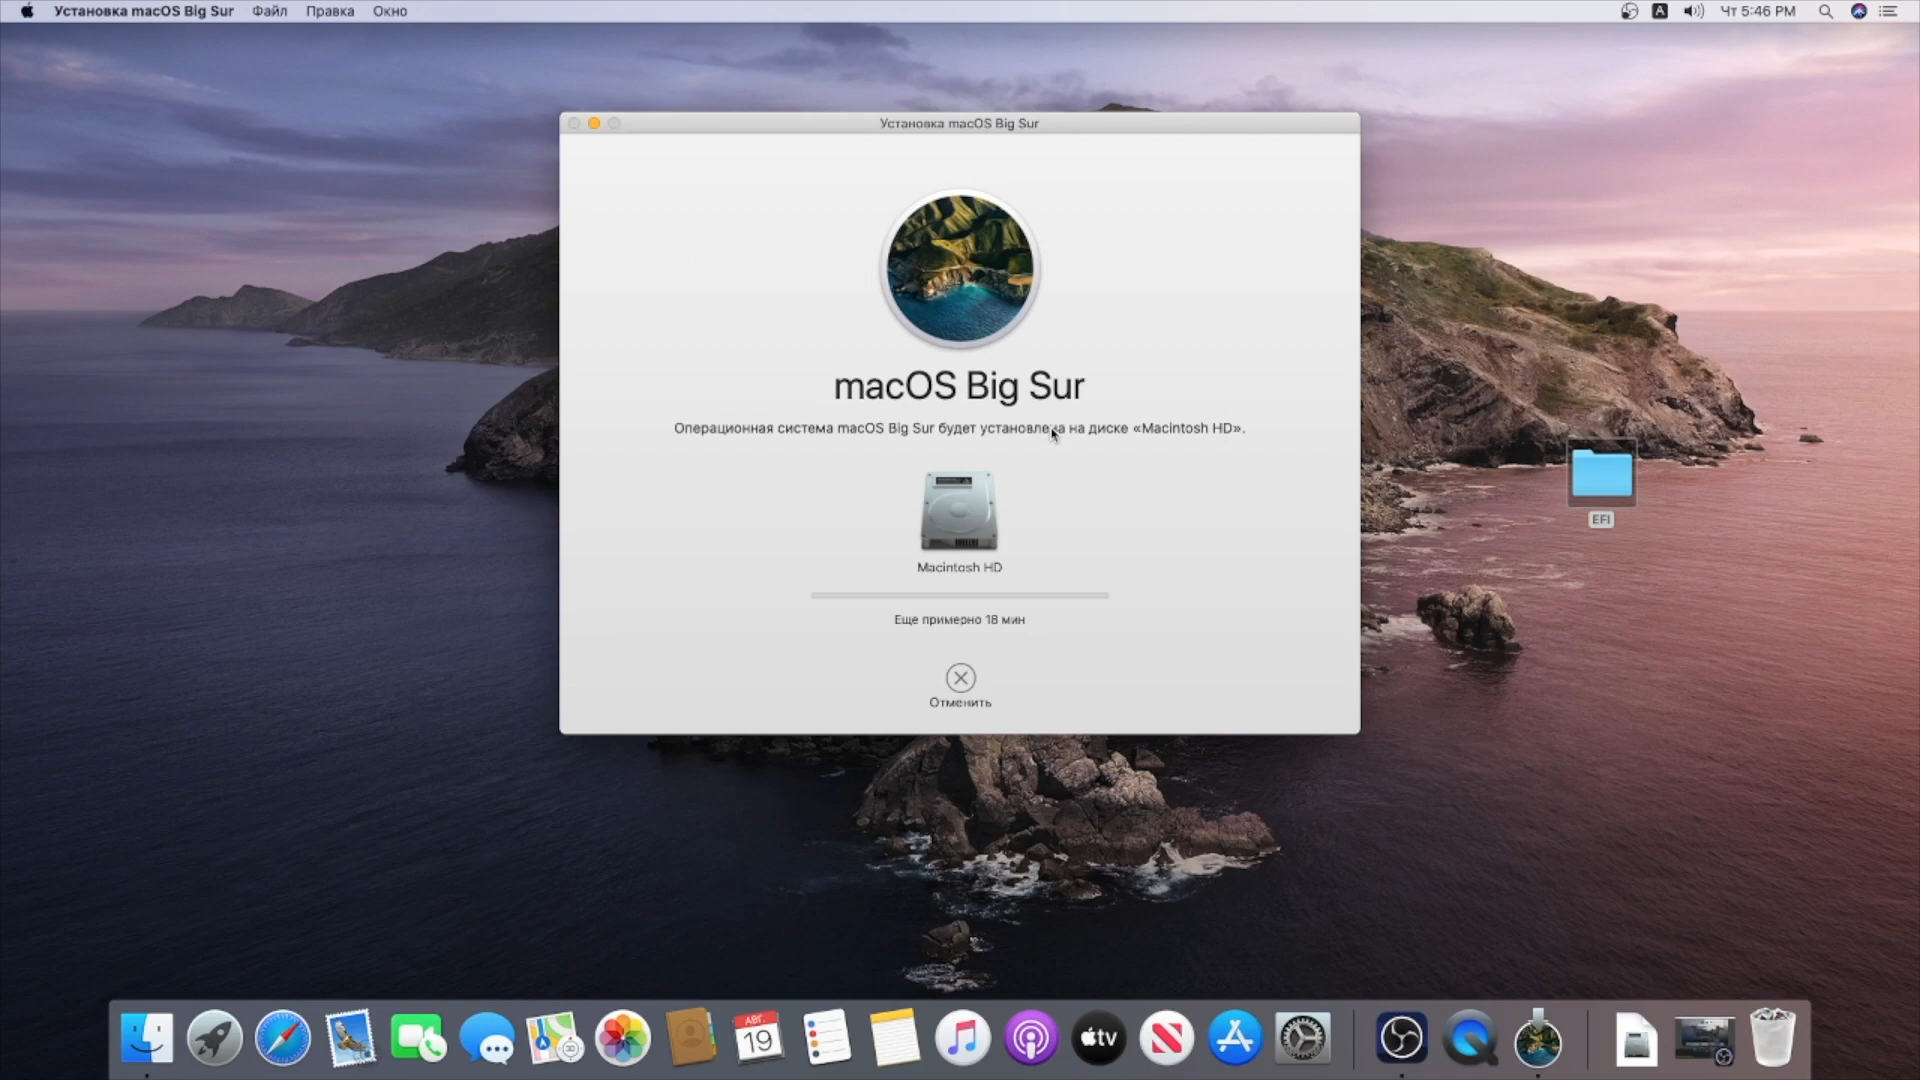 Установка macOS Big Sur Файл Правка Окно
A Чт 5:46 PM
Установка macOS Big Sur
macOS Big Sur
Операционная система macOS Big Sur будет установлена на диске «Macintosh HD».
Macintosh HD
Еще примерно 18 мин
Отменить
EFI
АВГ.
19
tv